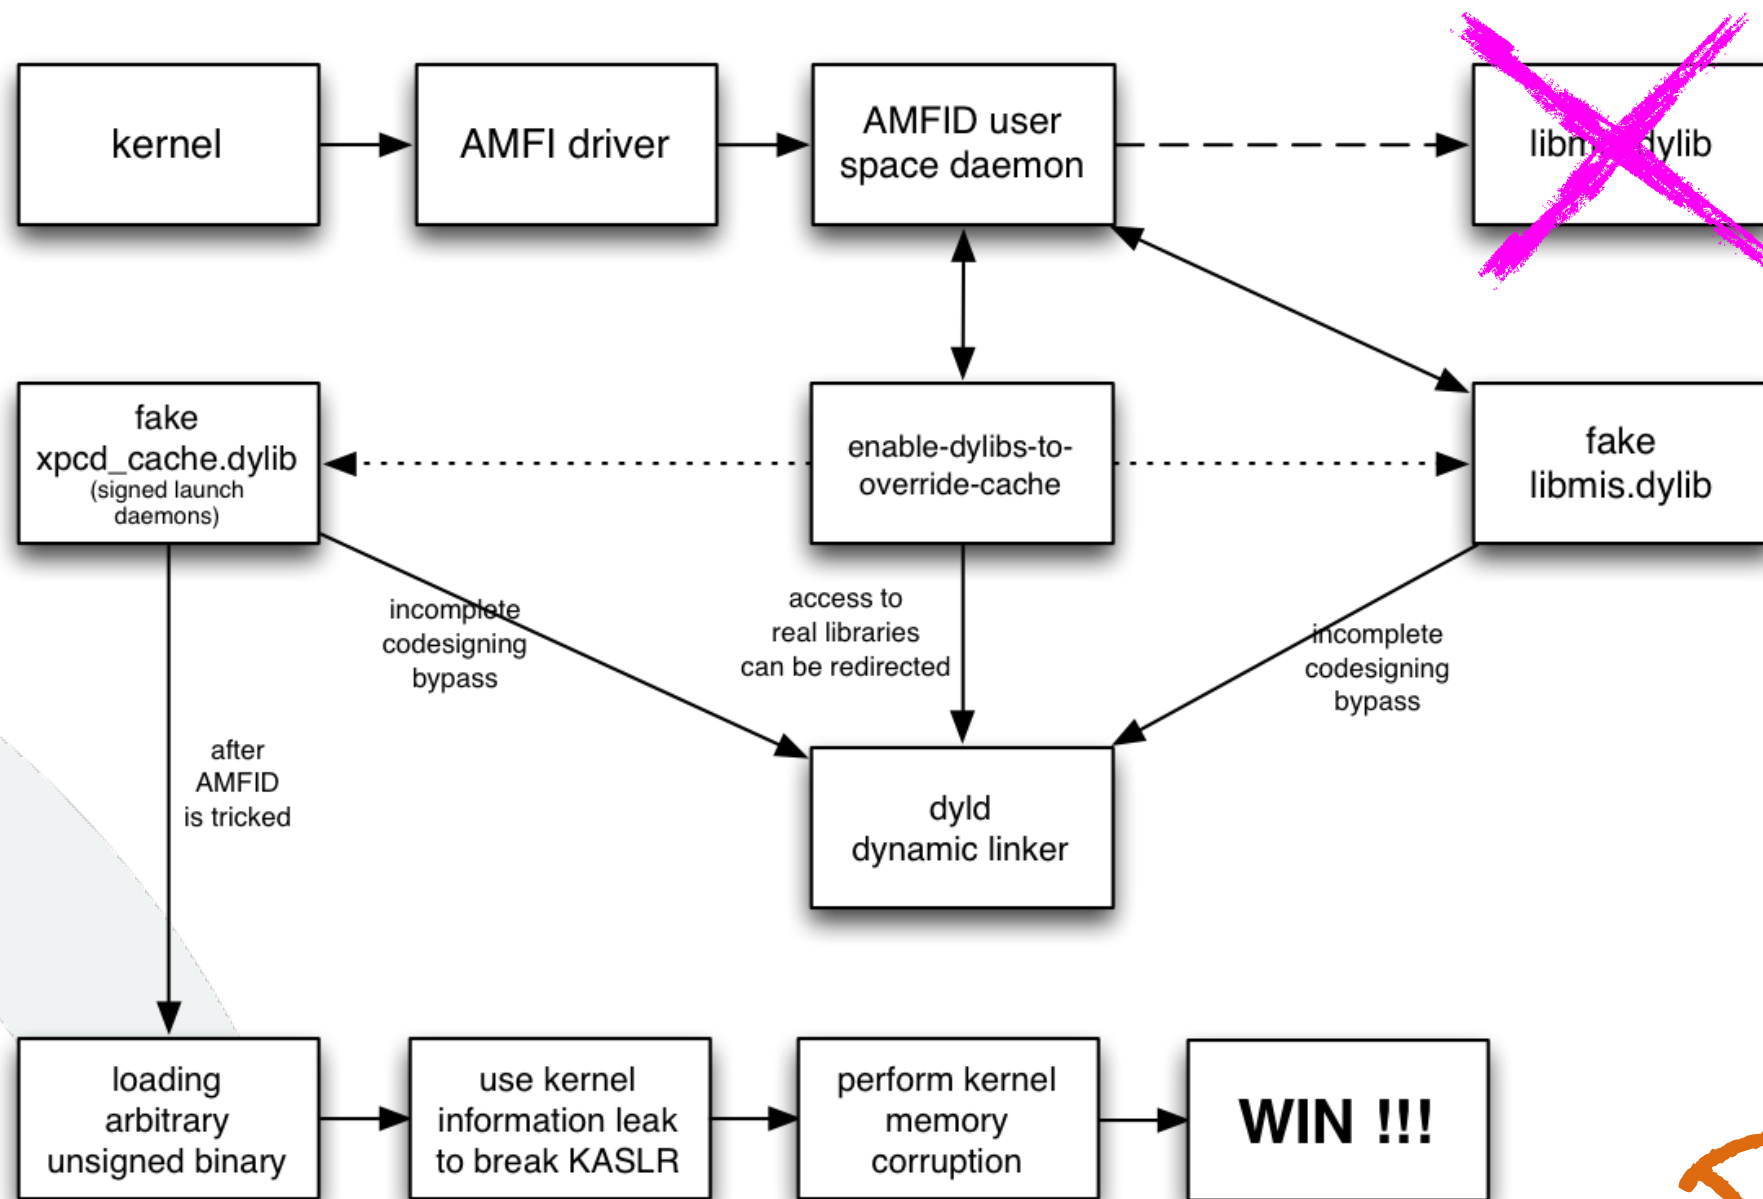 kernel
AMFI driver
AMFID user
space daemon
dylib
fake
xpcd_cache.dylib
(signed launch
daemons)
enable-dylibs-to-
override-cache
fake
libmis.dylib
incomplete
codesigning
bypass
access to
real libraries
can be redirected
incomplete
codesigning
bypass
after
AMFID
is tricked
dyld
dynamic linker
loading
arbitrary
unsigned binary
use kernel
information leak
to break KASLR
perform kernel
memory
corruption
WIN !!!